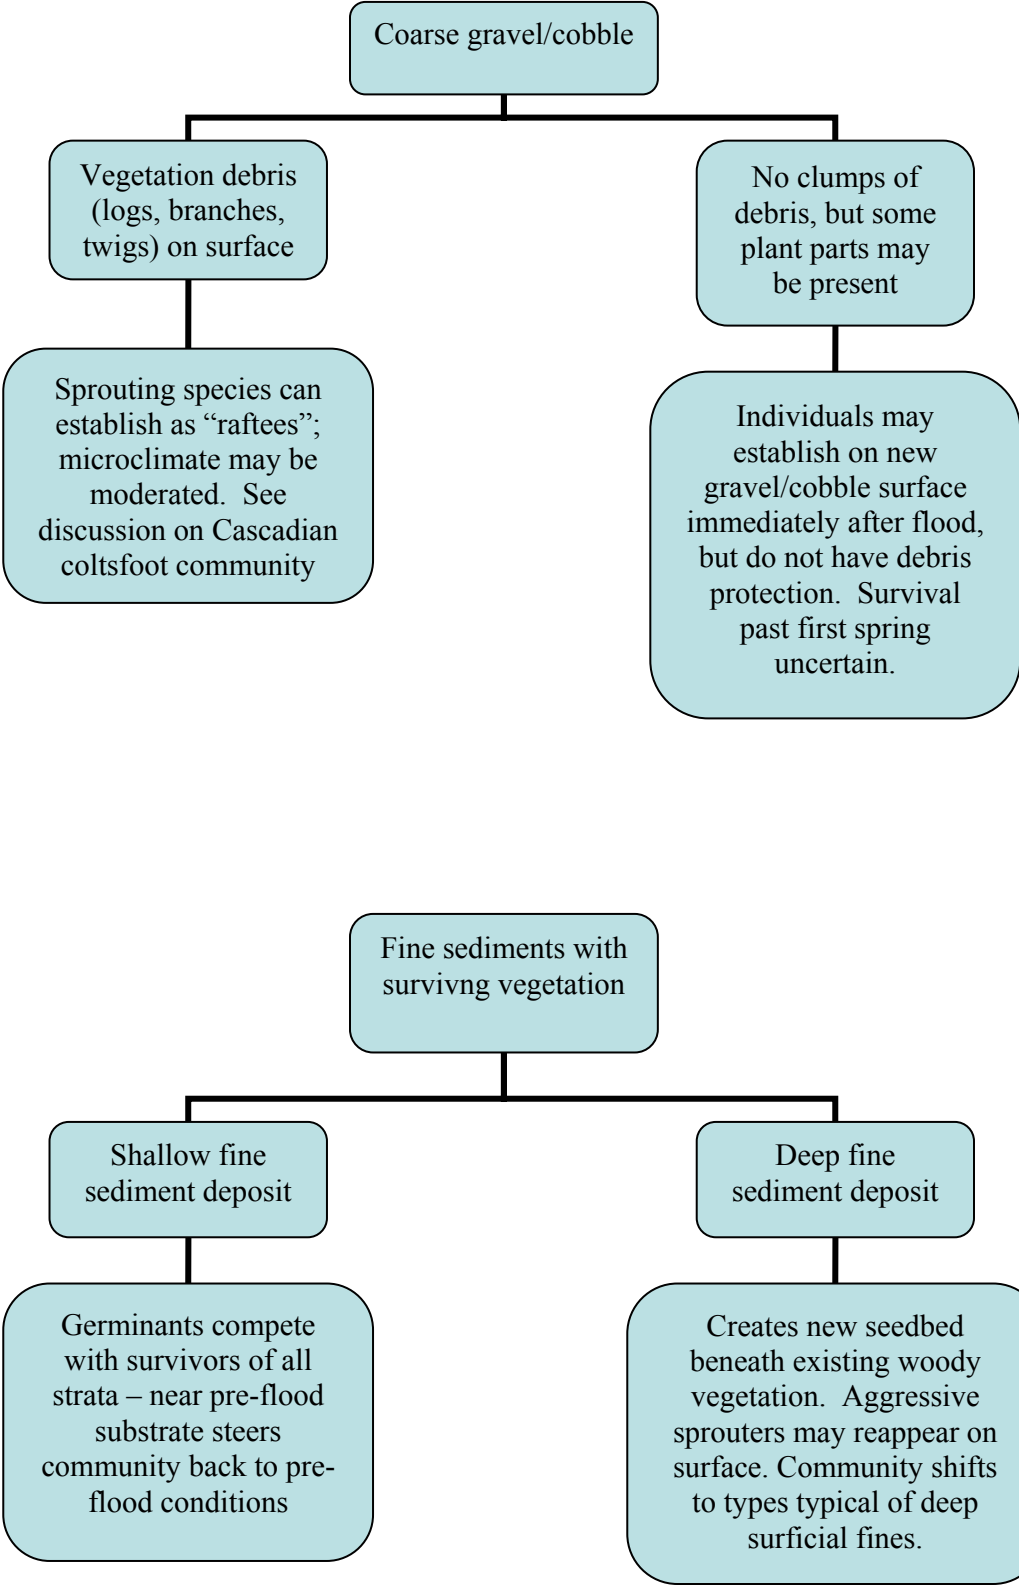 Coarse gravel/cobble
Vegetation debris
(logs, branches,
twigs) on surface
No clumps of
debris, but some
plant parts may
be present
Sprouting species can
establish as “raftees”;
microclimate may be
moderated.  See
discussion on Cascadian
coltsfoot community
Individuals may
establish on new
gravel/cobble surface
immediately after flood,
but do not have debris
protection.  Survival
past first spring
uncertain.
Fine sediments with
survivng vegetation
Shallow fine
sediment deposit
Deep fine
sediment deposit
Germinants compete
with survivors of all
strata – near pre-flood
substrate steers
community back to pre-
flood conditions
Creates new seedbed
beneath existing woody
vegetation.  Aggressive
sprouters may reappear on
surface. Community shifts
to types typical of deep
surficial fines.